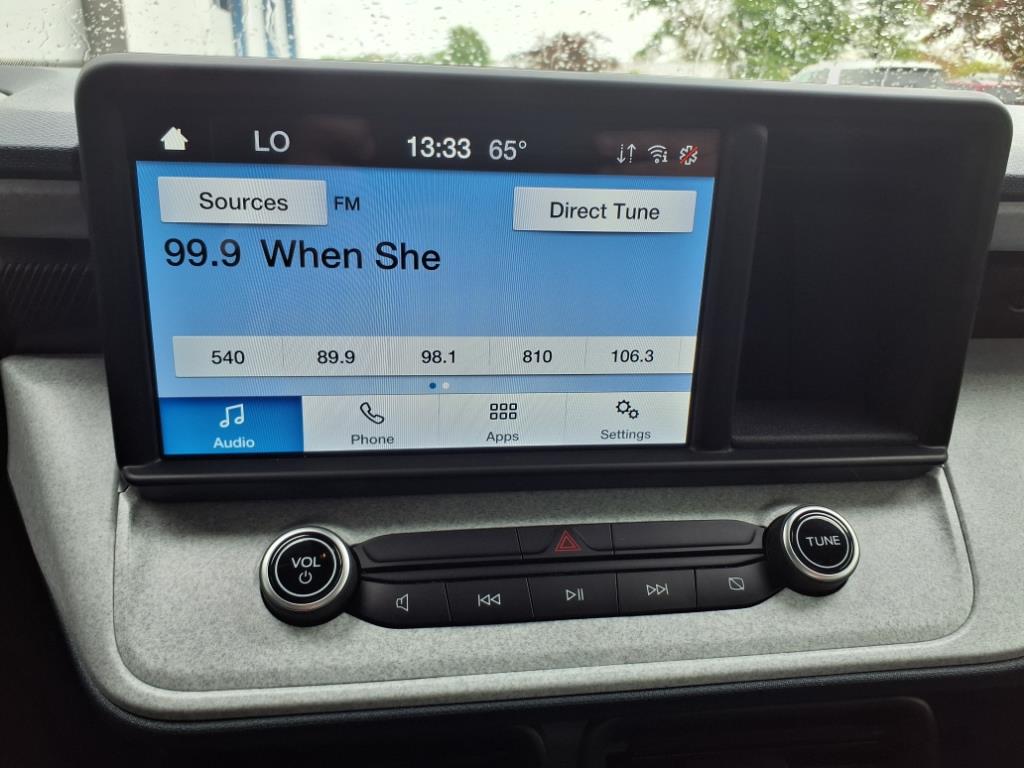 LO 13:33 65°
Sources FM Direct Tune
99.9 When She
540 89.9 98.1 810 106.3
Audio Phone Apps Settings
VOL TUNE